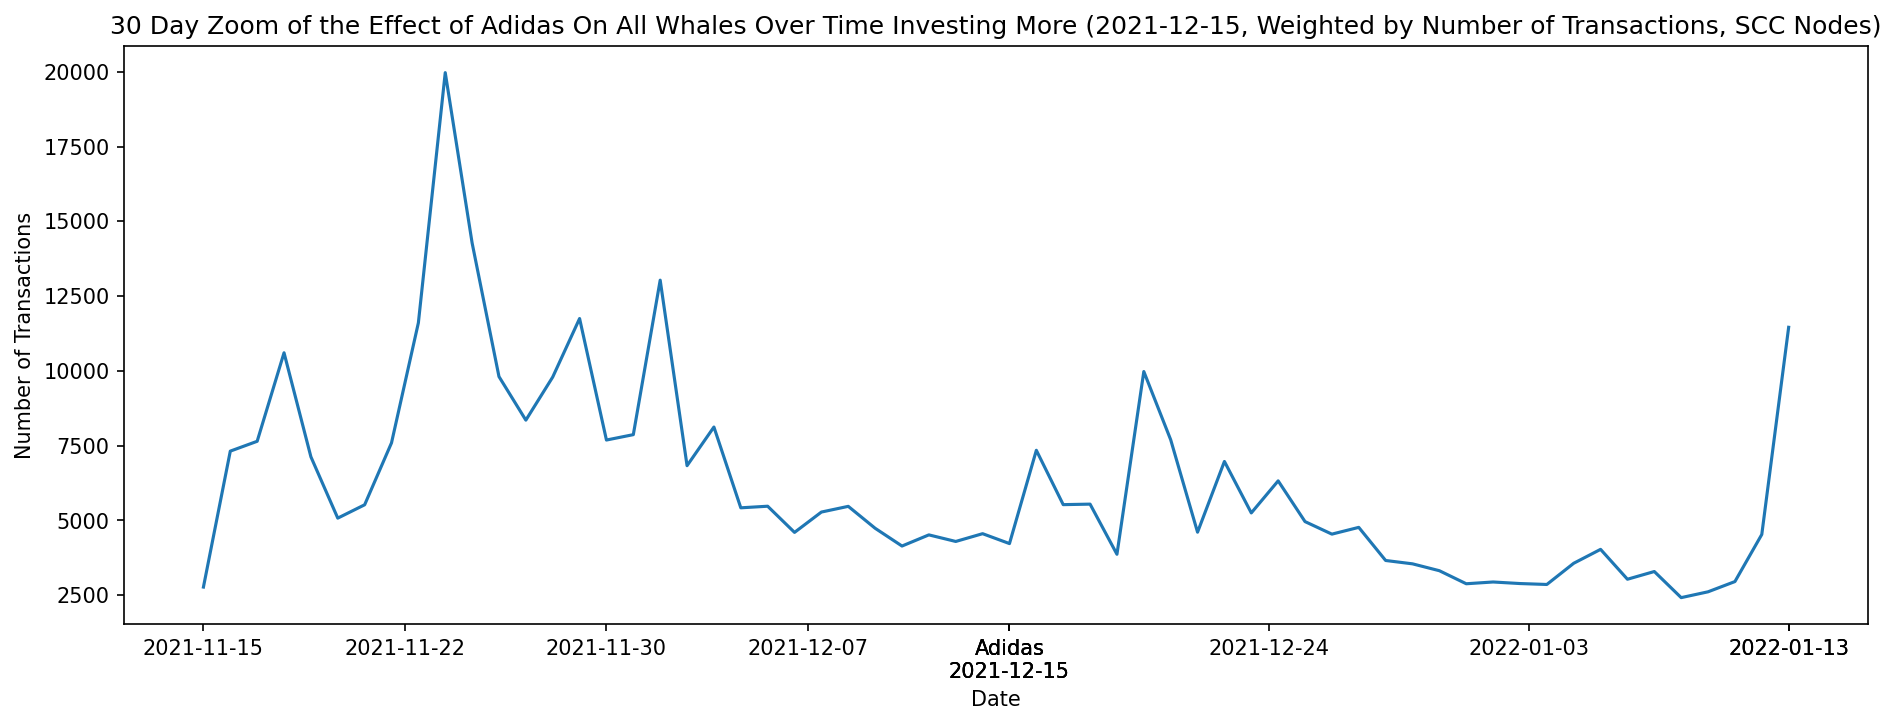 30 Day Zoom of the Effect of Adidas On All Whales Over Time Investing More (2021-12-15, Weighted by Number of Transactions, SCC Nodes)
20000
17500
15000
12500
10000
7500
5000
2500
Number of Transactions
2021-11-15 2021-11-22 2021-11-30 2021-12-07 Adidas 2021-12-24 2022-01-03 2022-01-13
2021-12-15
Date